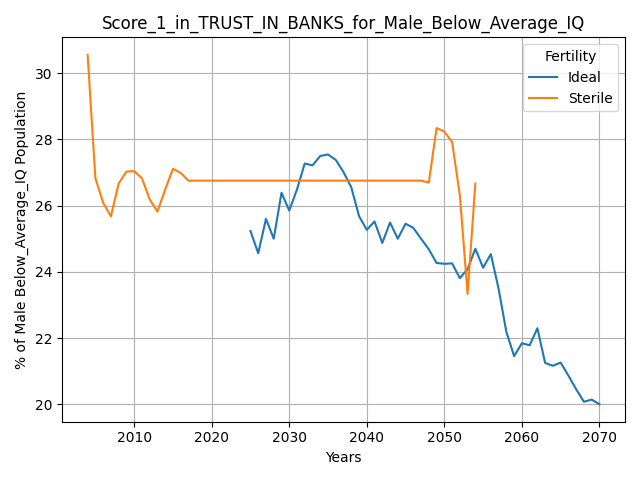 Score_1_in_TRUST_IN_BANKS_for_Male_Below_Average_IQ
Fertility
Ideal
Sterile
% of Male Below_Average_IQ Population
30
28
26
24
22
20
2010
2020
2030
2040
2050
2060
2070
Years